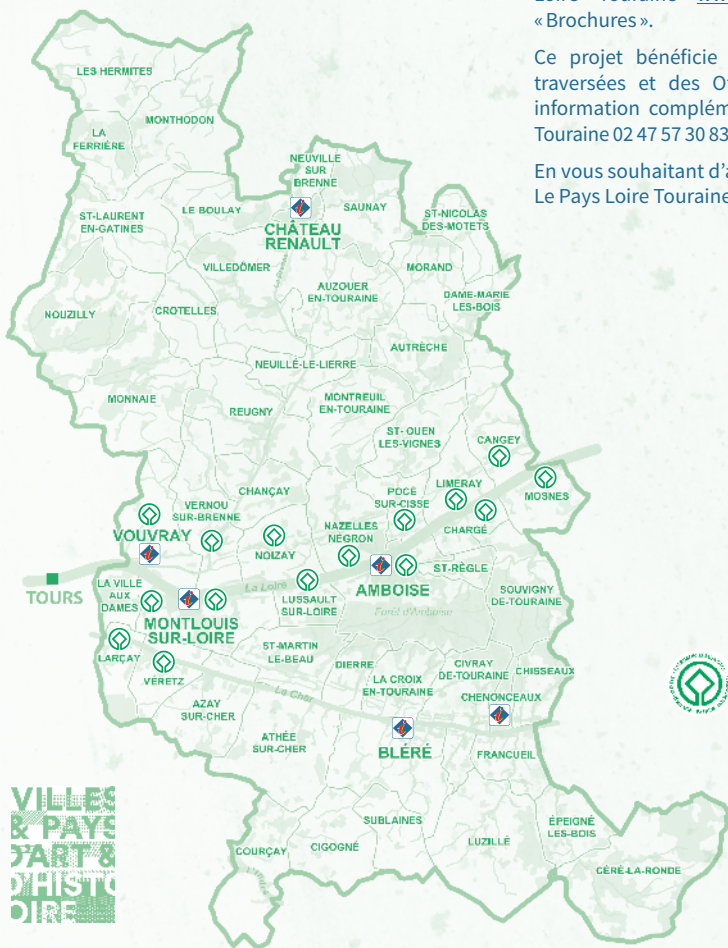 Loire Touraine
« Brochures ».
Ce projet bénéficie
traversées et des
information
Touraine 02 47 57 30 83
En vous souhaitant
Le Pays Loire Touraine
LES HERMITES
MONTHODON
LA
FERRIÈRE
NEUVILLE
SUR
BRENNE
ST-LAURENT
EN-GATINES
LE BOULAY
SAUNAY
ST-NICOLAS
DES-MOTETS
CHÂTEAU
RENAULT
VILLEDÔMER
MORAND
AUZOUER
EN-TOURAINE
DAME-MARIE
LES-BOIS
NOUZILLY
CROTELLES
AUTRÈCHE
NEUILLÉ-LE-LIERRE
MONNAIE
REUGNY
MONTREUIL
EN-TOURAINE
ST-OUEN
LES-VIGNES
CANGEY
CHANÇAY
POCÉ
SUR-CISSE
LIMERAY
MOSNES
VERNOU
SUR-BRENNE
NAZELLES
NÉGRON
CHARGÉ
VOUVRAY
NOIZAY
ST-RÈGLE
TOURS
LA VILLE
AUX
DAMES
La Loire
LUSSAULT
SUR-LOIRE
AMBOISE
SOUVIGNY
DE-TOURAINE
Forêt d'Amboise
MONTLOUIS
SUR-LOIRE
LARÇAY
VÉRETZ
ST-MARTIN
LE-BEAU
DIERRE
LA CROIX
EN-TOURAINE
CIVRAY
DE-TOURAINE
CHISSEAUX
CHENONCEAUX
La Cher
AZAY
SUR-CHER
ATHÉE
SUR-CHER
BLÉRÉ
FRANCUEIL
VILLES
& PAYS
D'ART &
D'HISTO
OIRE
SUBLAINES
ÉPEIGNÉ
LES-BOIS
COURÇAY
CIGOGNÉ
LUZILLÉ
CÉRÉ-LA-RONDE